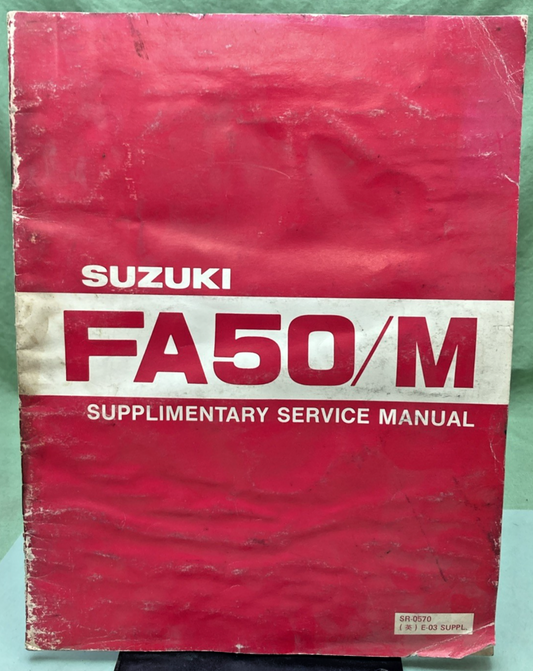 SUZUKI
FA50/M
SUPPLIMENTARY SERVICE MANUAL
SR-0570
(英) E-03 SUPPL.